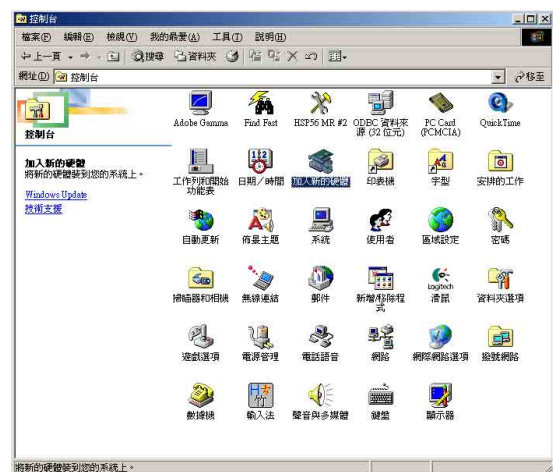 控制台
檔案(F) 編輯(E) 檢視(V) 我的最愛(A) 工具(T) 說明(H)
上一頁 搜尋 資料夾
網址(D) 控制台 移至
控制台
加入新的硬體
將新的硬體裝到您的系統上。
Windows Update
技術支援
Adobe Gamma Find Fast HSP56 MR #2 ODBC 資料來源 (32 位元) PC Card (PCMCIA) QuickTime
工作列和開始功能表 日期/時間 加入新的硬體 印表機 字型 安排的工作
自動更新 佈景主題 系統 使用者 區域設定 密碼
掃瞄器和相機 無線連結 郵件 新增/移除程式 Logitech 滑鼠 資料夾選項
遊戲選項 電源管理 電話語音 網路 網際網路選項 撥號網路
數據機 輸入法 聲音與多媒體 鍵盤 顯示器
將新的硬體裝到您的系統上。